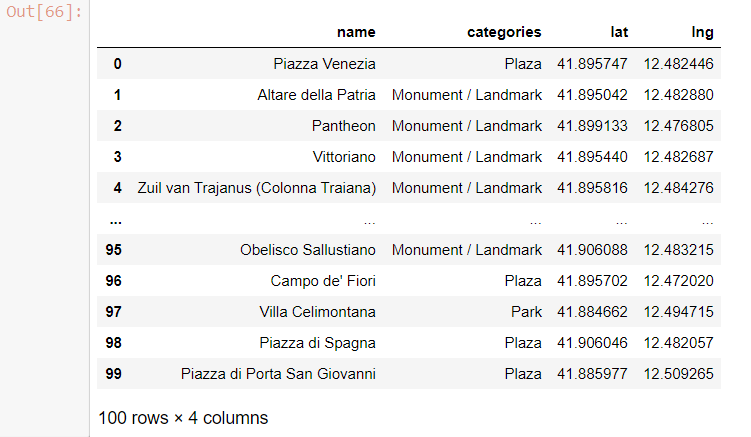 Out[66]:
name categories lat lng
0 Piazza Venezia Plaza 41.895747 12.482446
1 Altare della Patria Monument / Landmark 41.895042 12.482880
2 Pantheon Monument / Landmark 41.899133 12.476805
3 Vittoriano Monument / Landmark 41.895440 12.482687
4 Zuil van Trajanus (Colonna Traiana) Monument / Landmark 41.895816 12.484276
... ... ... ... ...
95 Obelisco Sallustiano Monument / Landmark 41.906088 12.483215
96 Campo de' Fiori Plaza 41.895702 12.472020
97 Villa Celimontana Park 41.884662 12.494715
98 Piazza di Spagna Plaza 41.906046 12.482057
99 Piazza di Porta San Giovanni Plaza 41.885977 12.509265
100 rows × 4 columns